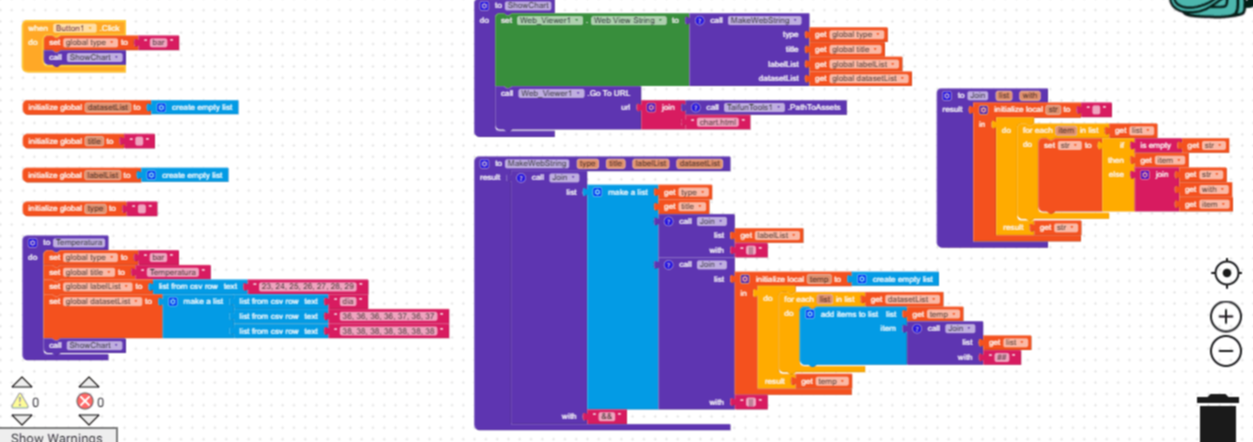 when Button1 .Click
do set global type to " bar "
call ShowChart
initialize global datasetList to create empty list
initialize global title to " "
initialize global labelList to create empty list
initialize global type to " "
to Temperatura
do set global type to " bar "
set global title to " Temperatura "
set global labelList to list from csv row text " 23, 24, 25, 26, 27, 28, 29 "
set global datasetList to make a list list from csv row text " dia "
list from csv row text " 36, 36, 36, 36, 37, 36, 37 "
list from csv row text " 38, 38, 38, 38, 38, 38, 38 "
call ShowChart
0 0
Show Warnings
to ShowChart
do set Web_Viewer1 . Web View String to call MakeWebString
type get global type
title get global title
labelList get global labelList
datasetList get global datasetList
call Web_Viewer1 .Go To URL
url join call TaifunTools1 .PathToAssets
" chart.html "
to MakeWebString type title labelList datasetList
result call Join
list make a list get type
get title
call Join
list get labelList
with
call Join
list initialize local temp to create empty list
in do for each list in list get datasetList
do add items to list list get temp
item call Join
list get list
with " ## "
result get temp
with
with " && "
to Join list with
result initialize local str to " "
in do for each item in list get list
do set str to if is empty get str
then get item
else join get str
get with
get item
result get str